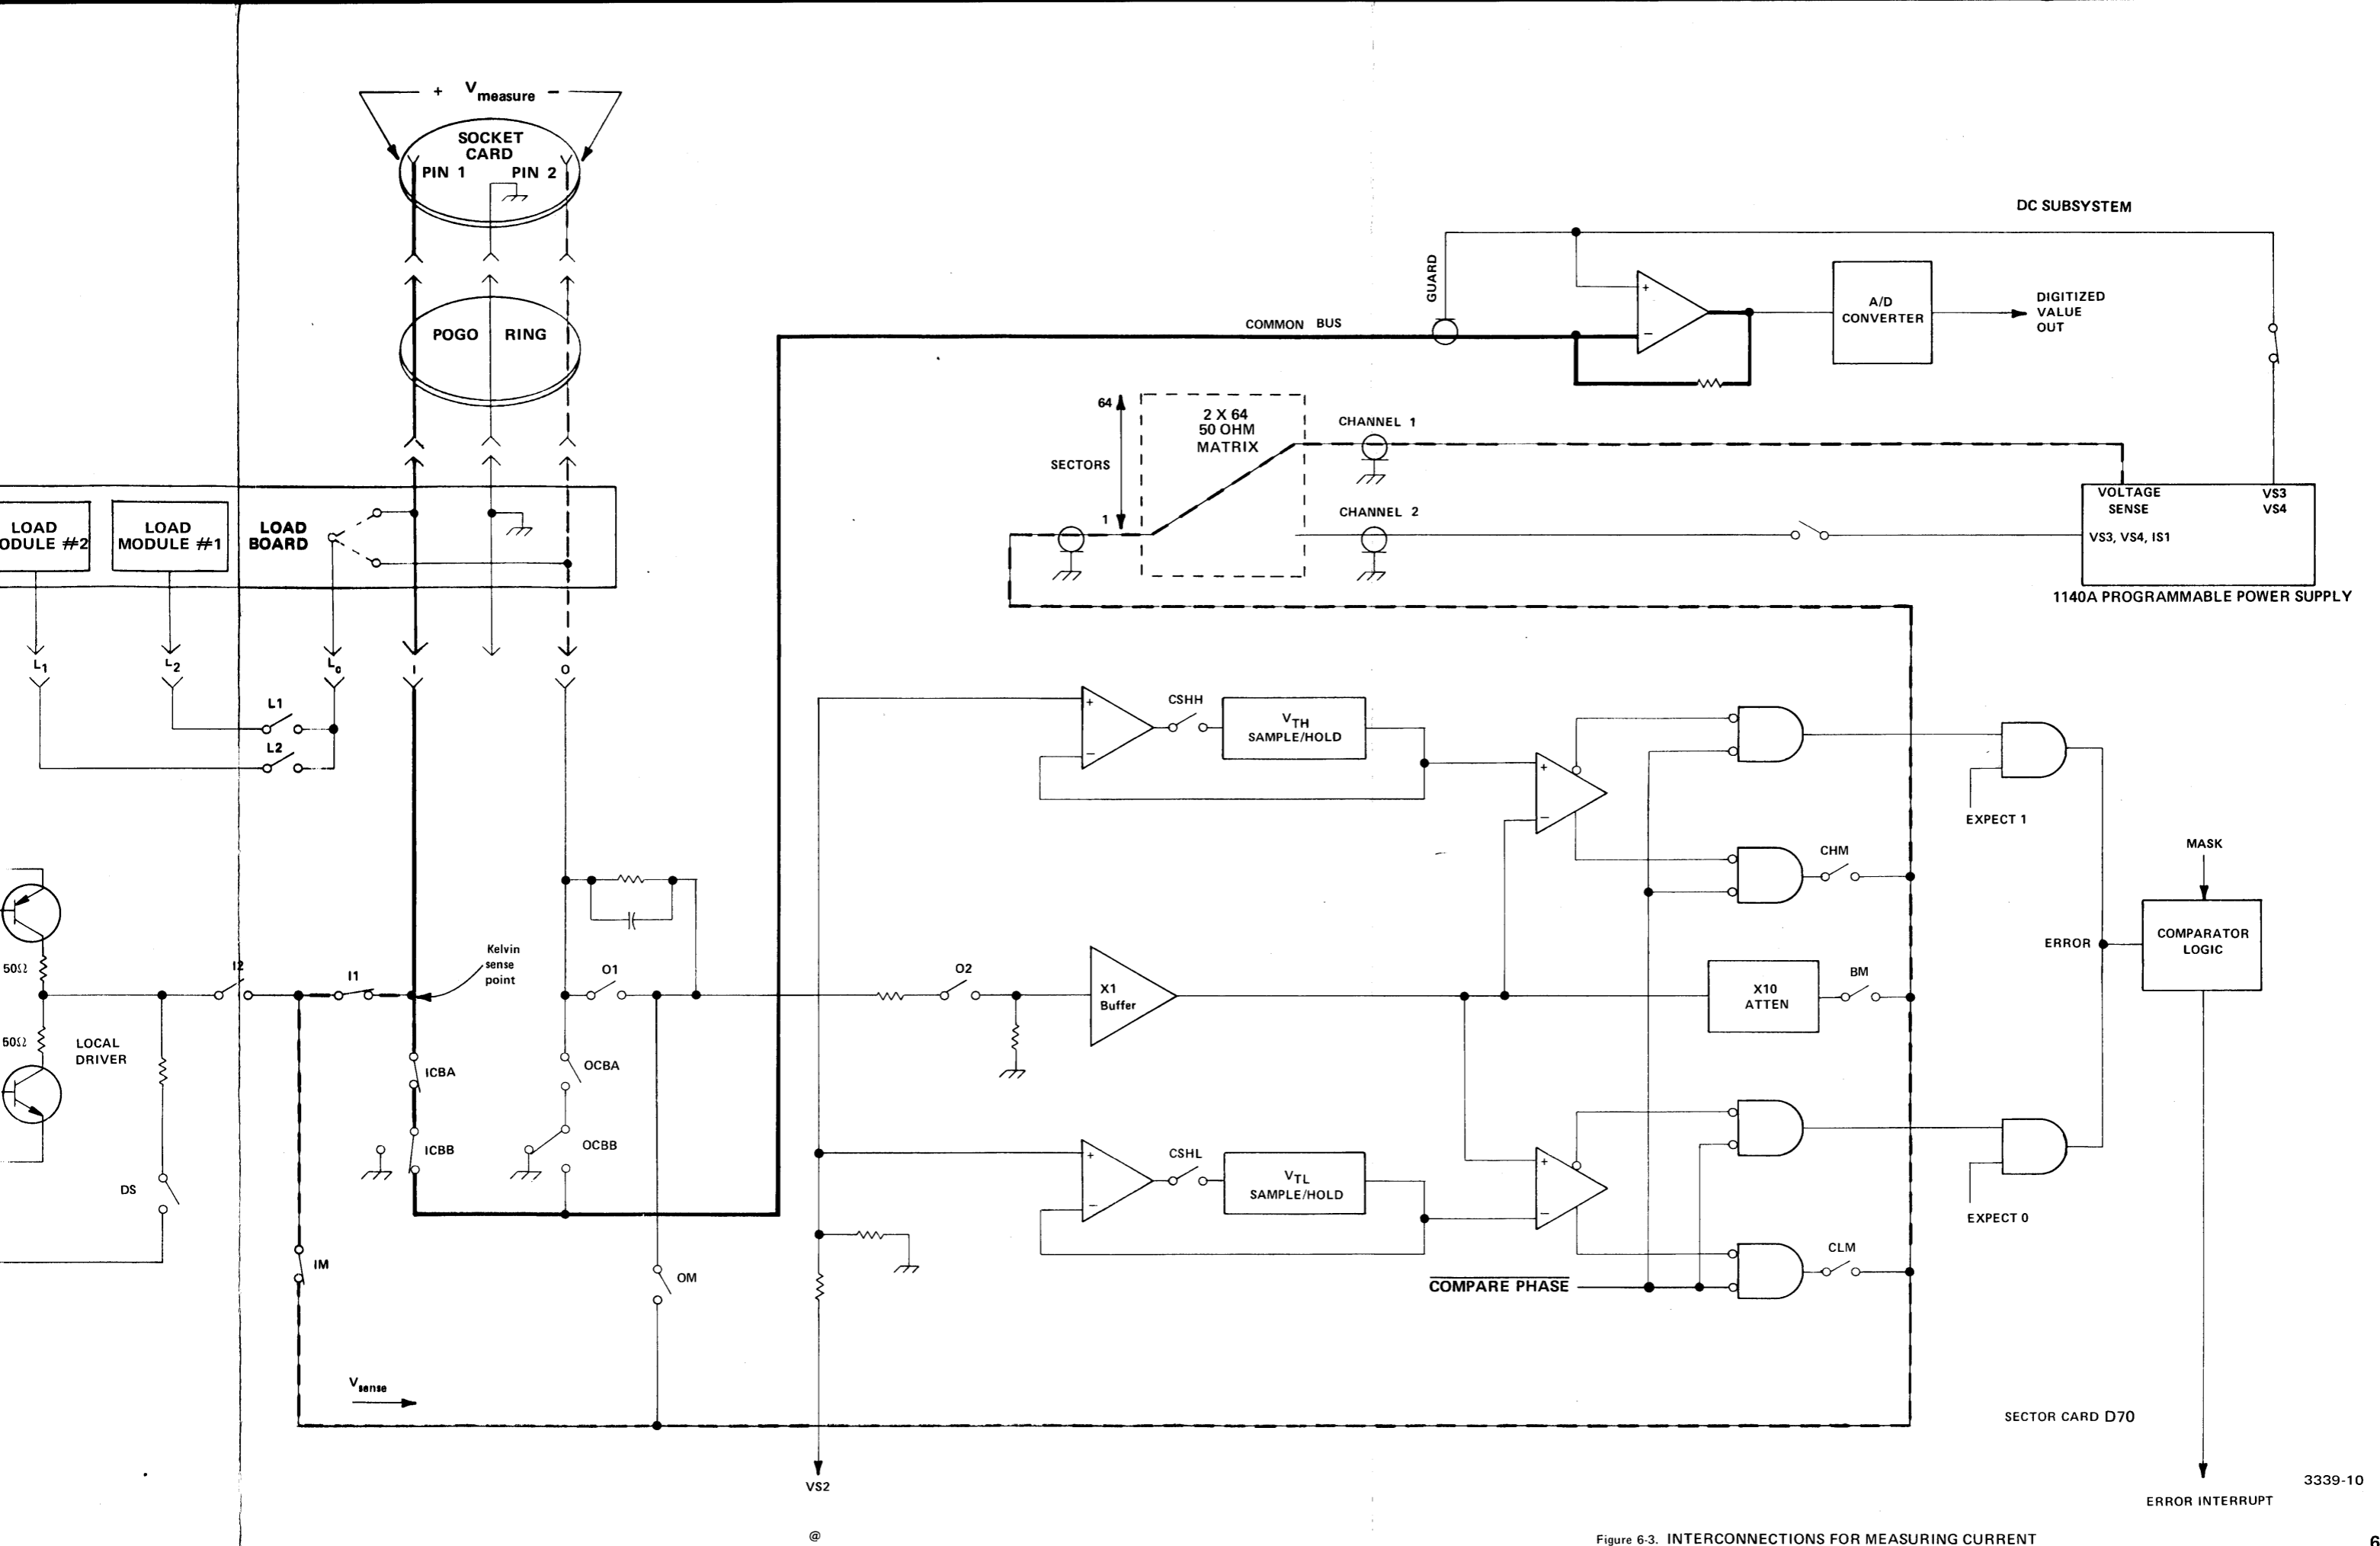 + Vmeasure −
SOCKET
CARD
PIN 1
PIN 2
POGO RING
LOAD
ODULE #2
LOAD
MODULE #1
LOAD
BOARD
L1
L2
I
O
L1
L2
DC SUBSYSTEM
GUARD
COMMON BUS
+
−
A/D
CONVERTER
DIGITIZED
VALUE
OUT
64
SECTORS
1
2 X 64
50 OHM
MATRIX
CHANNEL 1
CHANNEL 2
VOLTAGE
SENSE
VS3
VS4
VS3, VS4, IS1
1140A PROGRAMMABLE POWER SUPPLY
+
−
CSHH
VTH
SAMPLE/HOLD
+
−
EXPECT 1
CHM
MASK
COMPARATOR
LOGIC
ERROR
50Ω
50Ω
LOCAL
DRIVER
I2
I1
Kelvin
sense
point
O1
O2
X1
Buffer
X10
ATTEN
BM
ICBA
OCBA
ICBB
OCBB
DS
IM
OM
+
−
CSHL
VTL
SAMPLE/HOLD
+
−
EXPECT 0
CLM
COMPARE PHASE
Vsense
VS2
SECTOR CARD D70
3339-10
ERROR INTERRUPT
@
Figure 6-3. INTERCONNECTIONS FOR MEASURING CURRENT
6